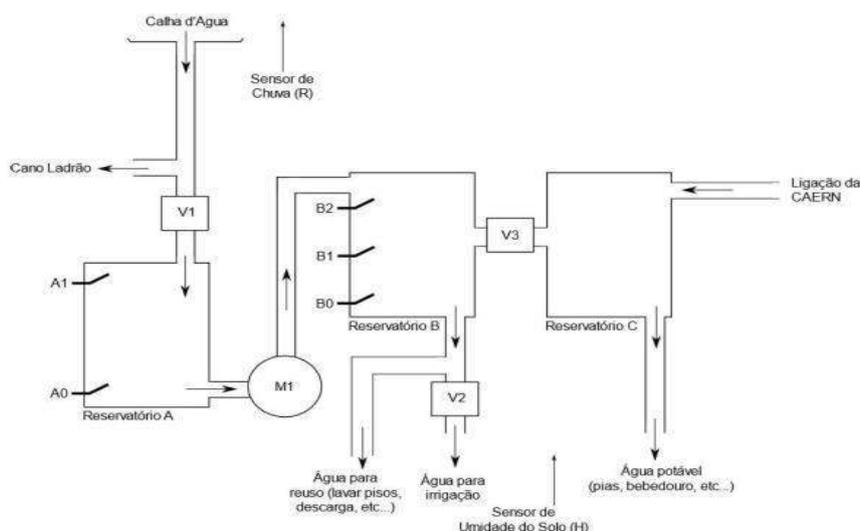 Calha d'Água
Sensor de
Chuva (R)
Cano Ladrão
V1
A1
A0
Reservatório A
M1
B2
B1
B0
Reservatório B
V3
Ligação da
CAERN
Reservatório C
V2
Água para
reuso (lavar pisos,
descarga, etc...)
Água para
irrigação
Sensor de
Umidade do Solo (H)
Água potável
(pias, bebedouro, etc...)